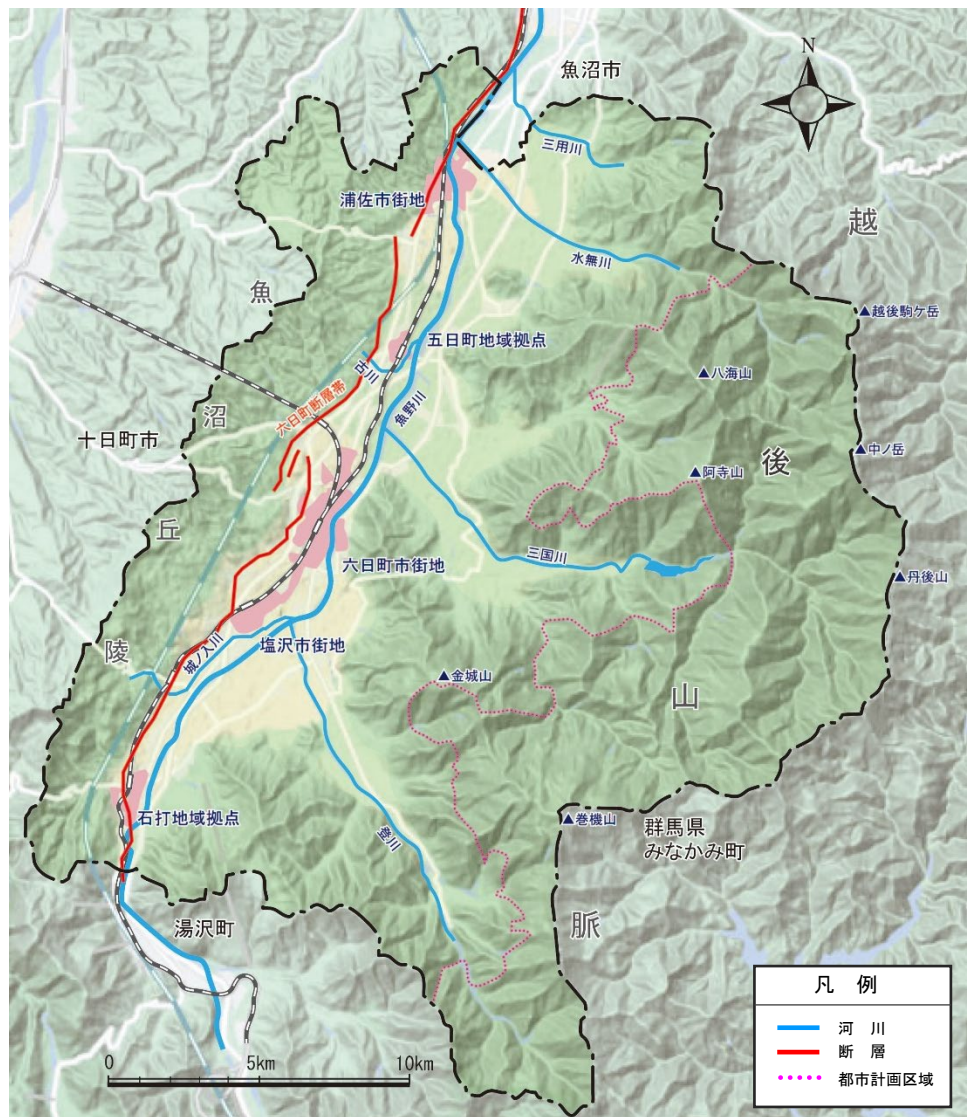 N
魚沼市
三用川
浦佐市街地
越
水無川
魚
越後駒ケ岳
五日町地域拠点
古川
八海山
六日町断層帯
魚野川
沼
十日町市
後
中ノ岳
阿寺山
丘
三国川
六日町市街地
丹後山
城ノ入川
塩沢市街地
陵
金城山
山
石打地域拠点
巻機山
群馬県
みなかみ町
登川
湯沢町
脈
凡 例
河 川
断 層
都市計画区域
0
5km
10km